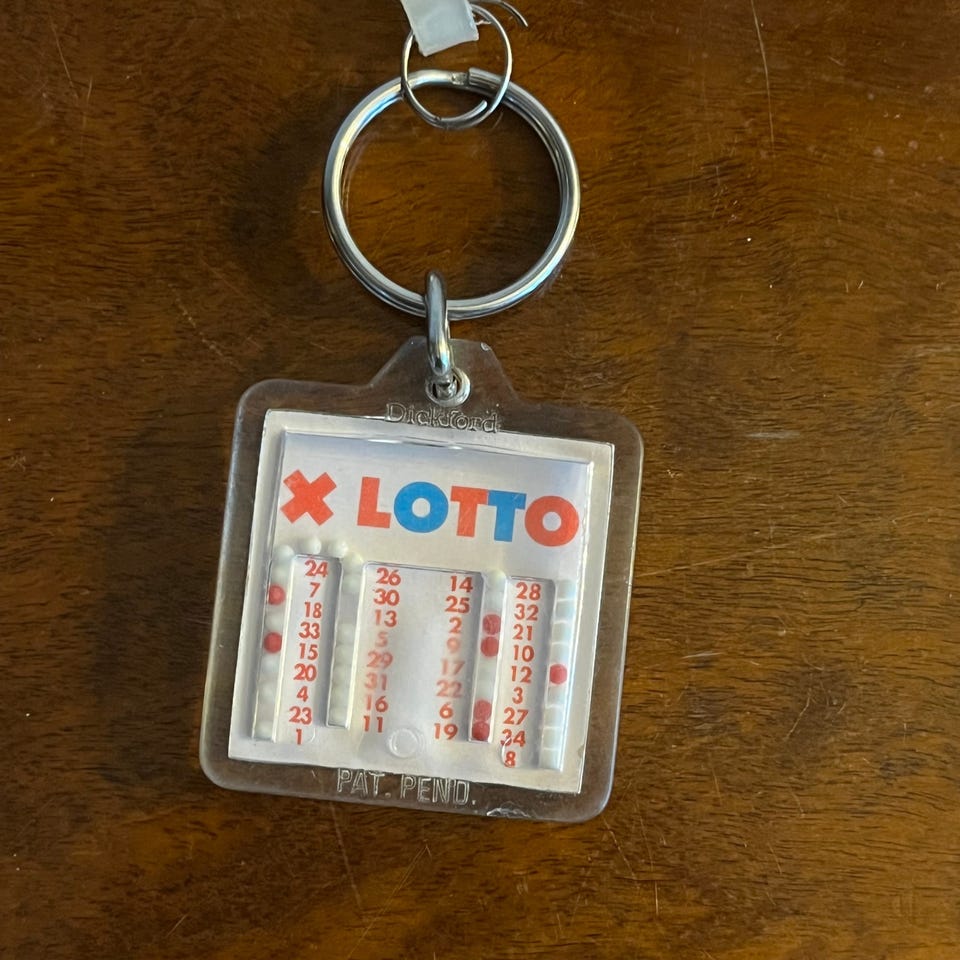 Dickford
X LOTTO
24 26 14 28
7 30 25 32
18 13 2 21
33 5 9 10
15 29 17 12
20 31 22 3
4 16 6 27
23 11 19 34
1 8
PAT. PEND.